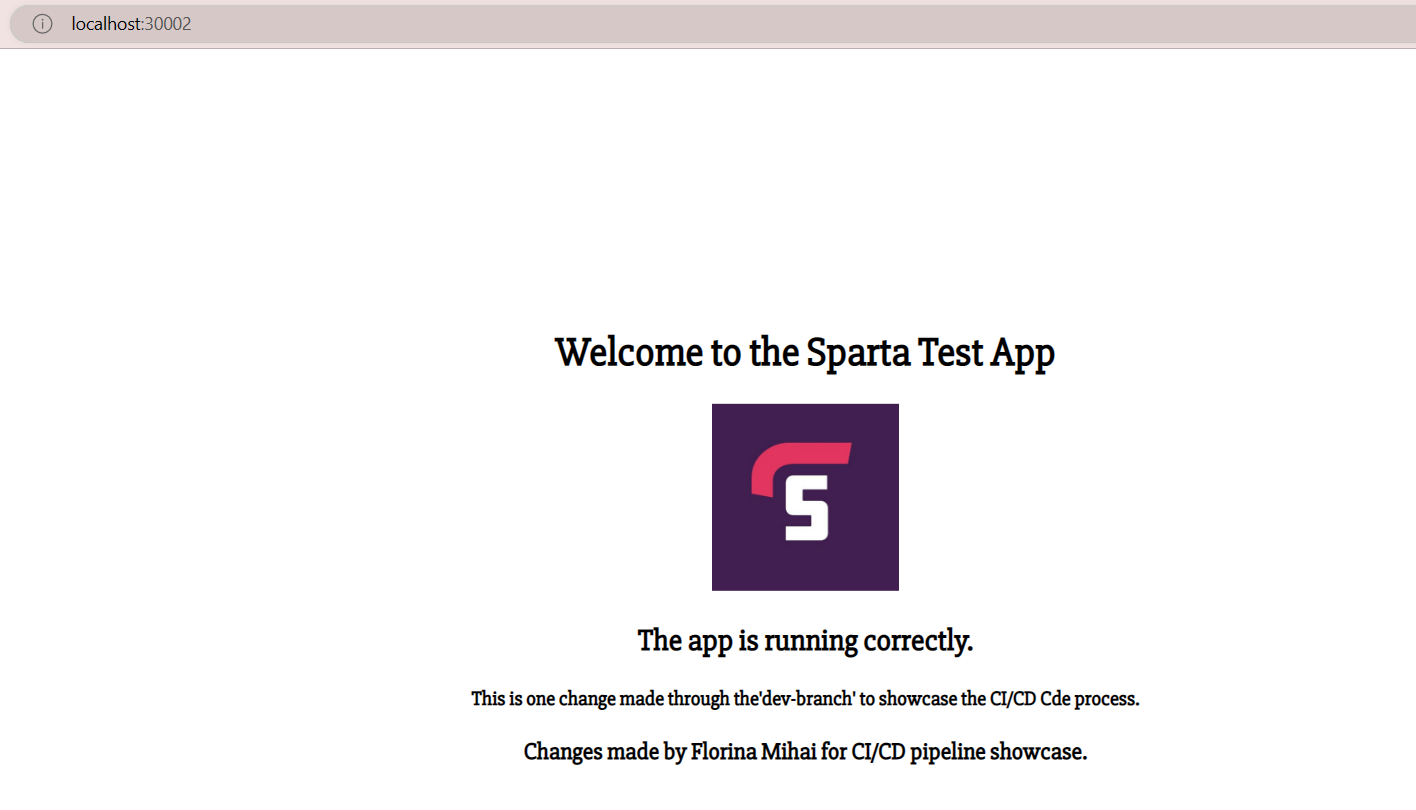 localhost:30002
Welcome to the Sparta Test App
S
The app is running correctly.
This is one change made through the'dev-branch' to showcase the CI/CD Cde process.
Changes made by Florina Mihai for CI/CD pipeline showcase.